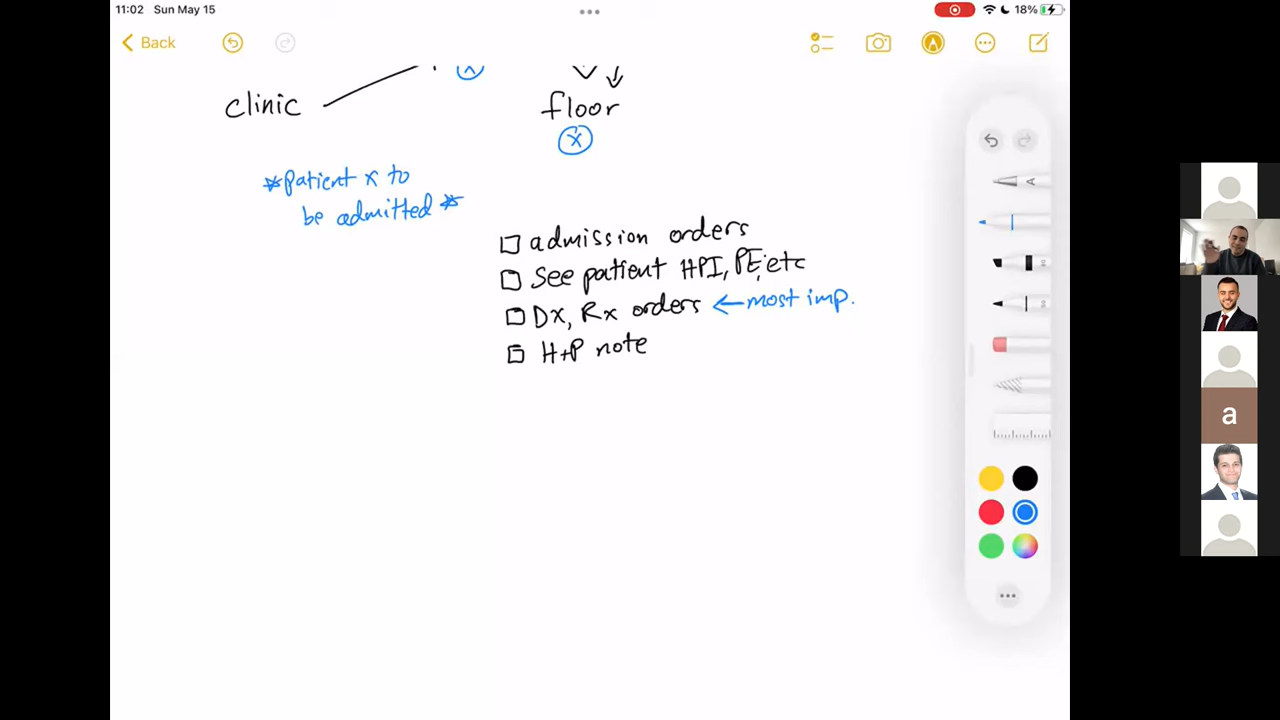 11:02 Sun May 15
18%
Back
clinic
floor
x
*patient x to
be admitted*
admission orders
See patient HPI, PE, etc
Dx, Rx orders ← most imp.
H+P note
A
a